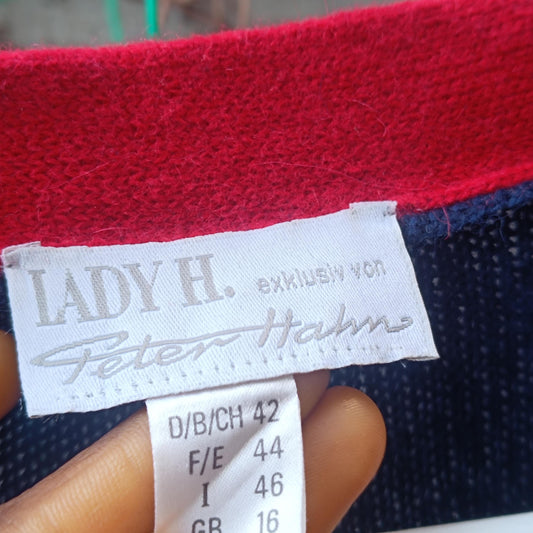 LADY H. exklusiv von
Peter Hahn
D/B/CH 42
F/E 44
I 46
GB 16